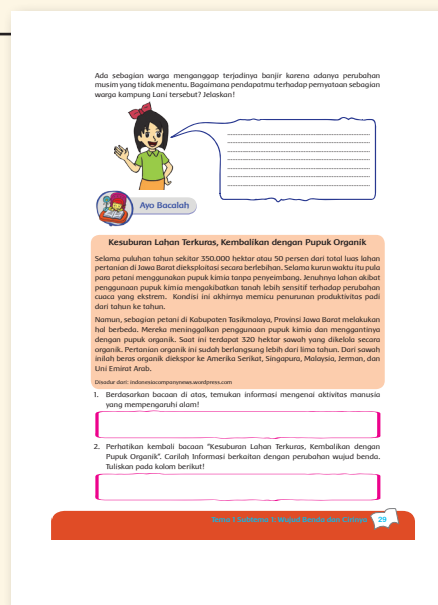 Ada sebagian warga menganggap terjadinya banjir karena adanya perubahan
musim yang tidak menentu. Bagaimana pendapatmu terhadap pernyataan sebagian
warga kampung Lani tersebut? Jelaskan!
Ayo Bacalah
Kesuburan Lahan Terkuras, Kembalikan dengan Pupuk Organik
Selama puluhan tahun sekitar 350.000 hektar atau 50 persen dari total luas lahan
pertanian di Jawa Barat dieksploitasi secara berlebihan. Selama kurun waktu itu pula
para petani menggunakan pupuk kimia tanpa penyeimbang. Jenuhnya lahan akibat
penggunaan pupuk kimia mengakibatkan tanah lebih sensitif terhadap perubahan
cuaca yang ekstrem. Kondisi ini akhirnya memicu penurunan produktivitas padi
dari tahun ke tahun.
Namun, sebagian petani di Kabupaten Tasikmalaya, Provinsi Jawa Barat melakukan
hal berbeda. Mereka meninggalkan penggunaan pupuk kimia dan menggantinya
dengan pupuk organik. Saat ini terdapat 320 hektar sawah yang dikelola secara
organik. Pertanian organik ini sudah berlangsung lebih dari lima tahun. Dari sawah
inilah beras organik diekspor ke Amerika Serikat, Singapura, Malaysia, Jerman, dan
Uni Emirat Arab.
Disadur dari: indonesiacompanynews.wordpress.com
1. Berdasarkan bacaan di atas, temukan informasi mengenai aktivitas manusia
yang mempengaruhi alam!
2. Perhatikan kembali bacaan "Kesuburan Lahan Terkuras, Kembalikan dengan
Pupuk Organik". Carilah Informasi berkaitan dengan perubahan wujud benda.
Tuliskan pada kolom berikut!
Tema 1 Subtema 1: Wujud Benda dan Cirinya 29